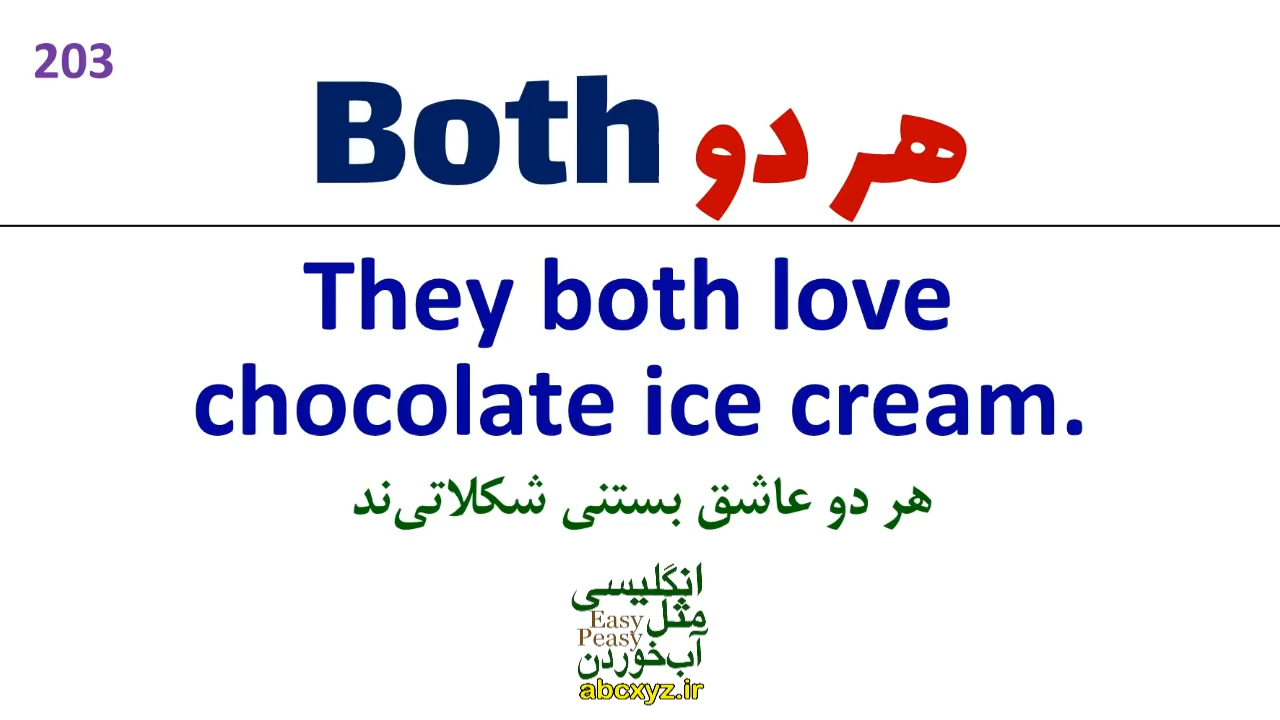 203
Both هر دو
They both love
chocolate ice cream.
هر دو عاشق بستنی شکلاتی‌ند
انگلیسی
مثل
Easy
Peasy
آب‌خوردن
abcxyz.ir